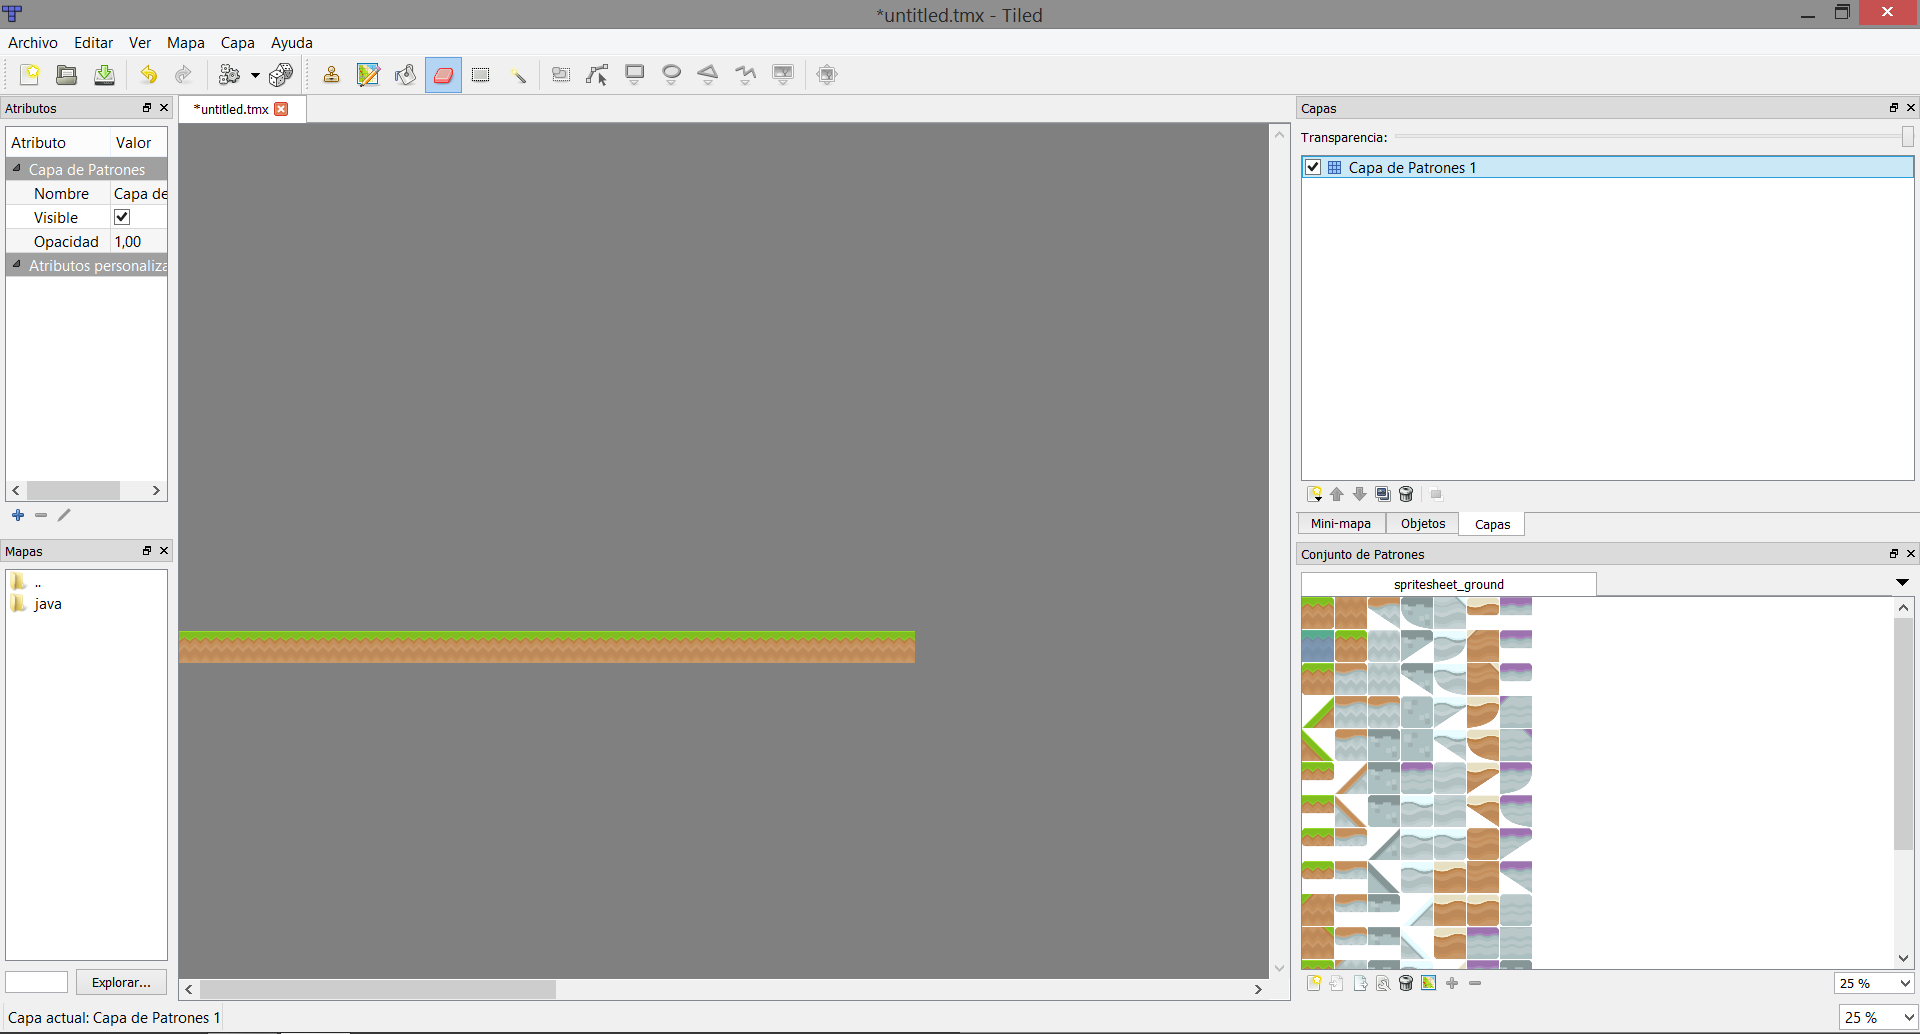 *untitled.tmx - Tiled
Archivo Editar Ver Mapa Capa Ayuda
Atributos
*untitled.tmx
Atributo Valor
Capa de Patrones
Nombre Capa de
Visible
Opacidad 1,00
Atributos personaliza
Mapas
..
java
Explorar...
Capas
Transparencia:
Capa de Patrones 1
Mini-mapa Objetos Capas
Conjunto de Patrones
spritesheet_ground
25 %
Capa actual: Capa de Patrones 1
25 %